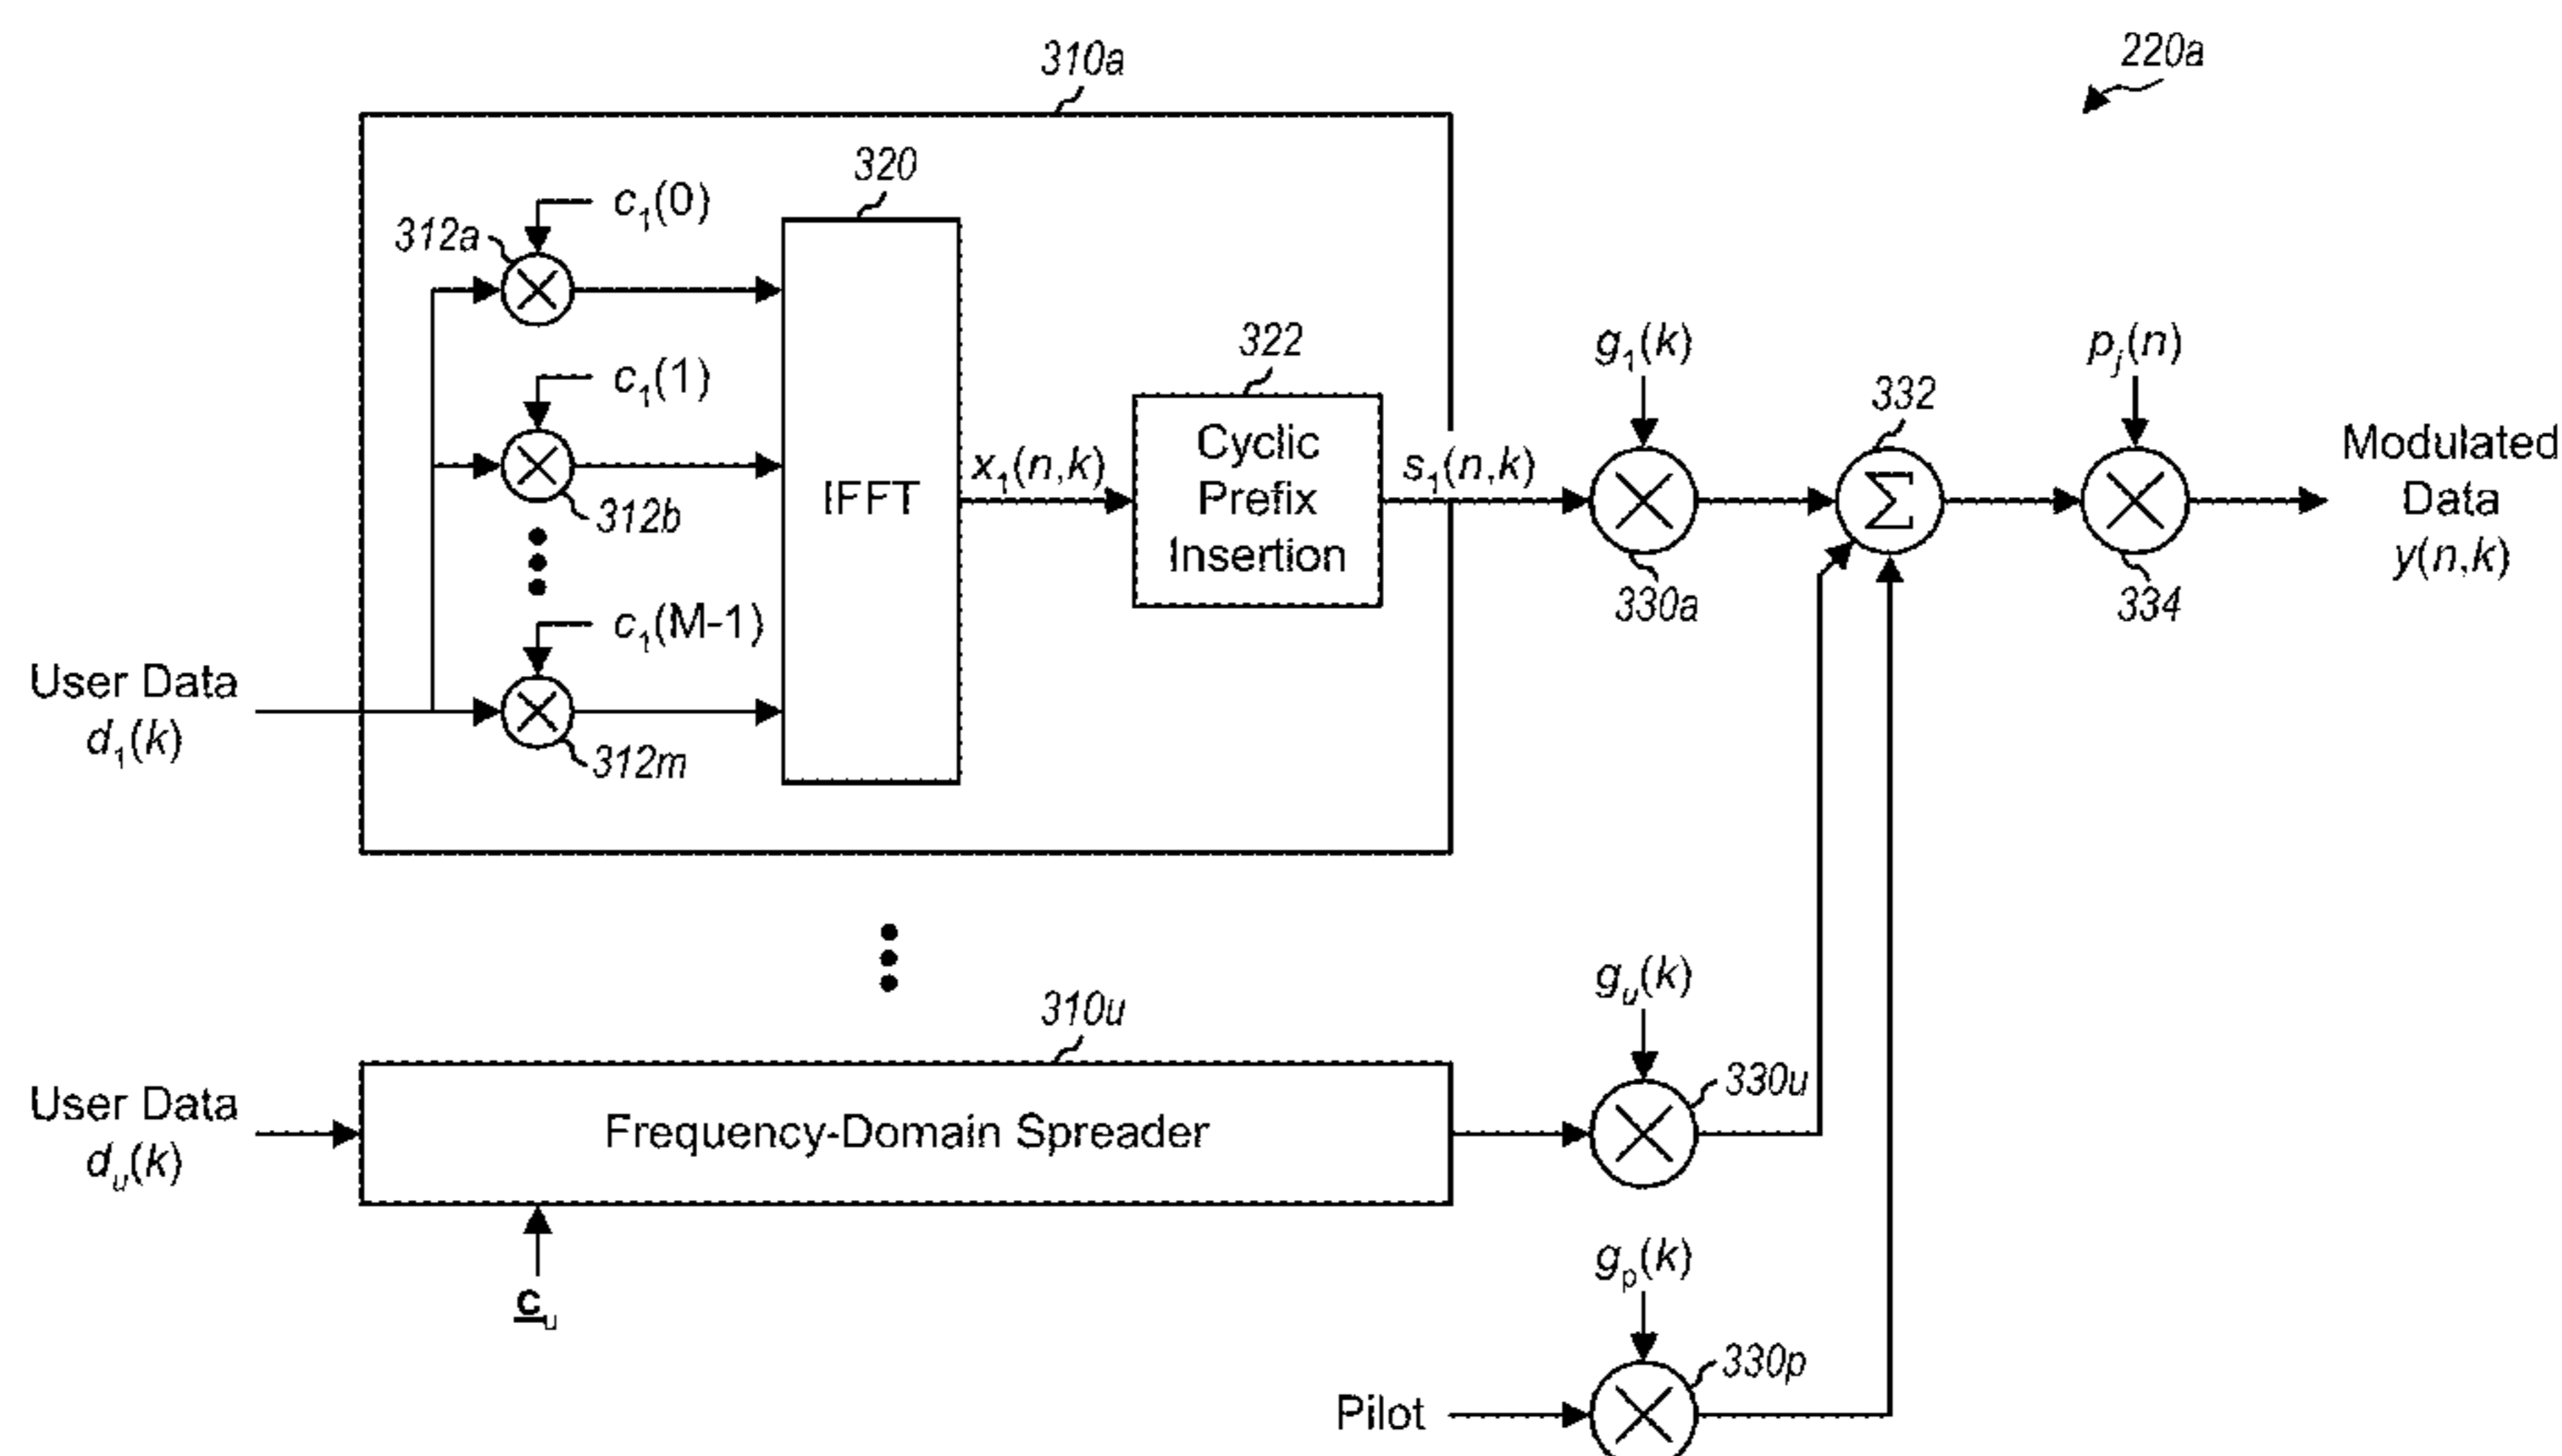 310a
220a
320
c₁(0)
312a
c₁(1)
322
g₁(k)
pⱼ(n)
332
Cyclic
Prefix
Insertion
x₁(n,k)
s₁(n,k)
IFFT
312b
Modulated
Data
y(n,k)
330a
334
c₁(M-1)
User Data
d₁(k)
312m
310u
gᵤ(k)
330u
User Data
dᵤ(k)
Frequency-Domain Spreader
cᵤ
gₚ(k)
330p
Pilot